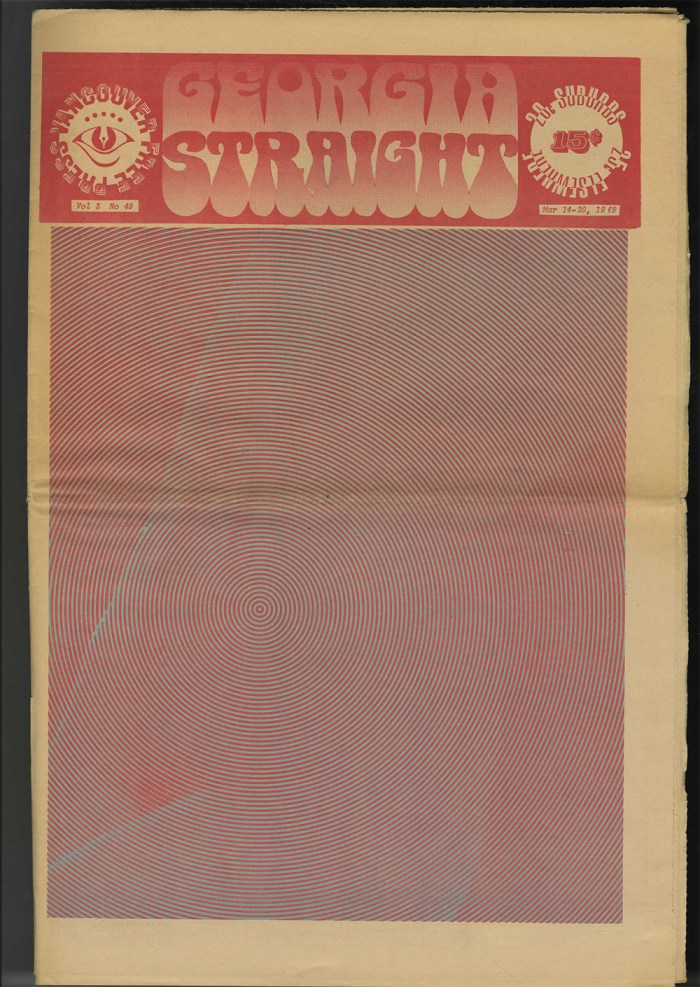 GEORGIA
STRAIGHT
VANCOUVER FREE PRESS
Vol 3 No 49
20¢ SUBURBS
15¢
25¢ ELSEWHERE
Mar 14-20, 1969